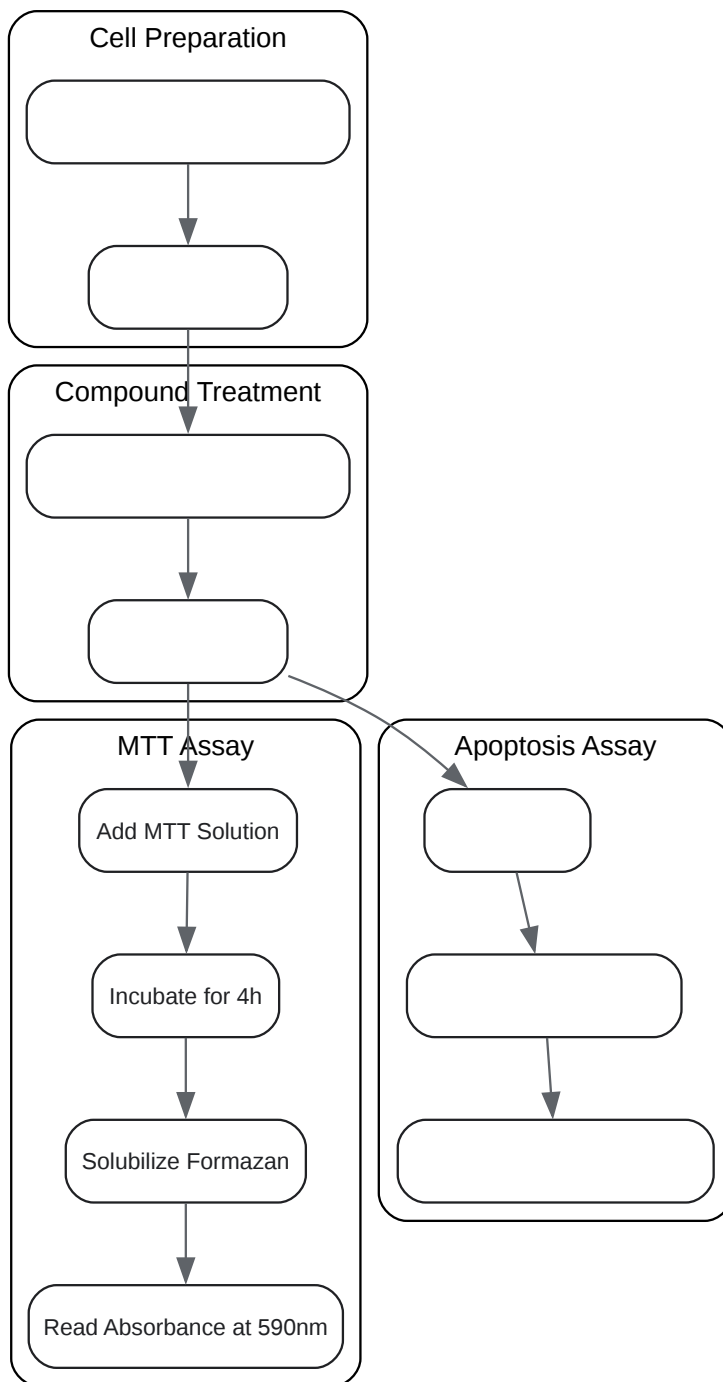 Cell Preparation
Compound Treatment
MTT Assay
Apoptosis Assay
Add MTT Solution
Incubate for 4h
Solubilize Formazan
Read Absorbance at 590nm